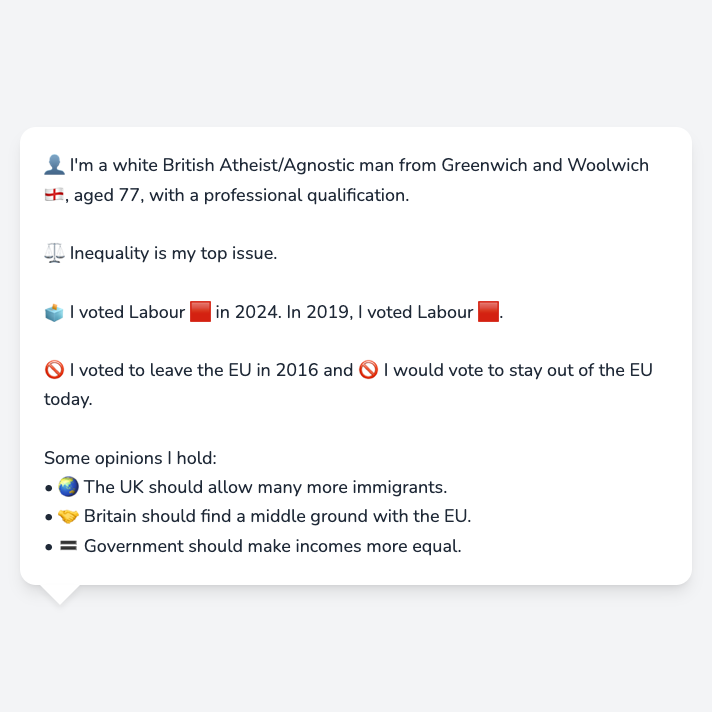 👤 I'm a white British Atheist/Agnostic man from Greenwich and Woolwich
🏴󠁧󠁢󠁥󠁮󠁧󠁿, aged 77, with a professional qualification.
⚖️ Inequality is my top issue.
🗳️ I voted Labour 🟥 in 2024. In 2019, I voted Labour 🟥.
🚫 I voted to leave the EU in 2016 and 🚫 I would vote to stay out of the EU
today.
Some opinions I hold:
• 🌏 The UK should allow many more immigrants.
• 🤝 Britain should find a middle ground with the EU.
• 🟰 Government should make incomes more equal.